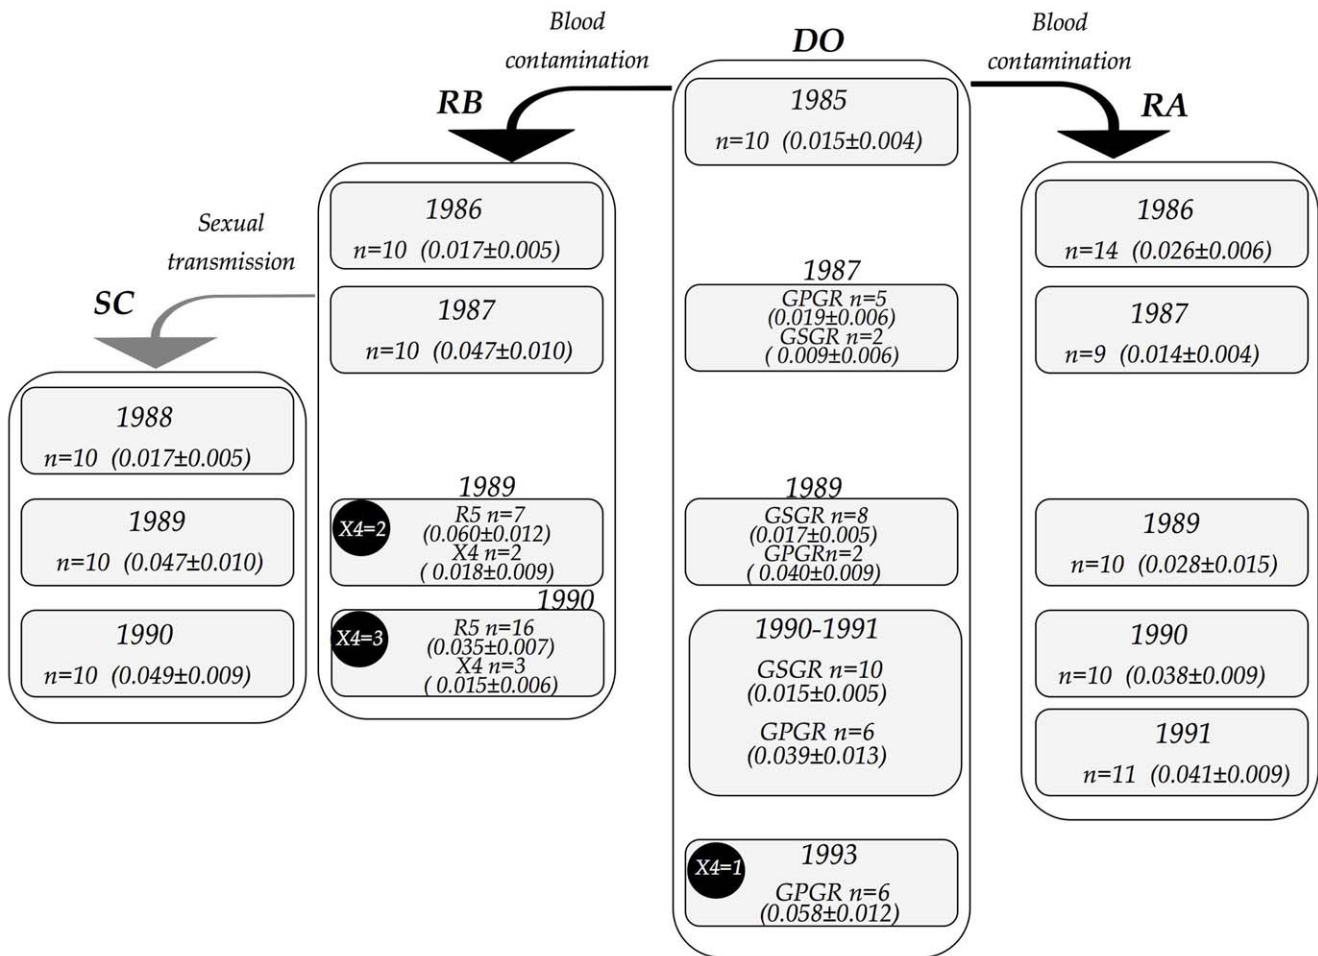 Blood
contamination
DO
Blood
contamination
RB
RA
1985
n=10 (0.015±0.004)
Sexual
transmission
SC
1988
n=10 (0.017±0.005)
1989
n=10 (0.047±0.010)
1990
n=10 (0.049±0.009)
1986
n=10 (0.017±0.005)
1987
n=10 (0.047±0.010)
1989
X4=2
R5 n=7
(0.060±0.012)
X4 n=2
( 0.018±0.009)
1990
X4=3
R5 n=16
(0.035±0.007)
X4 n=3
( 0.015±0.006)
1987
GPGR n=5
(0.019±0.006)
GSGR n=2
( 0.009±0.006)
1989
GSGR n=8
(0.017±0.005)
GPGRn=2
( 0.040±0.009)
1990-1991
GSGR n=10
(0.015±0.005)
GPGR n=6
(0.039±0.013)
X4=1
1993
GPGR n=6
(0.058±0.012)
1986
n=14 (0.026±0.006)
1987
n=9 (0.014±0.004)
1989
n=10 (0.028±0.015)
1990
n=10 (0.038±0.009)
1991
n=11 (0.041±0.009)